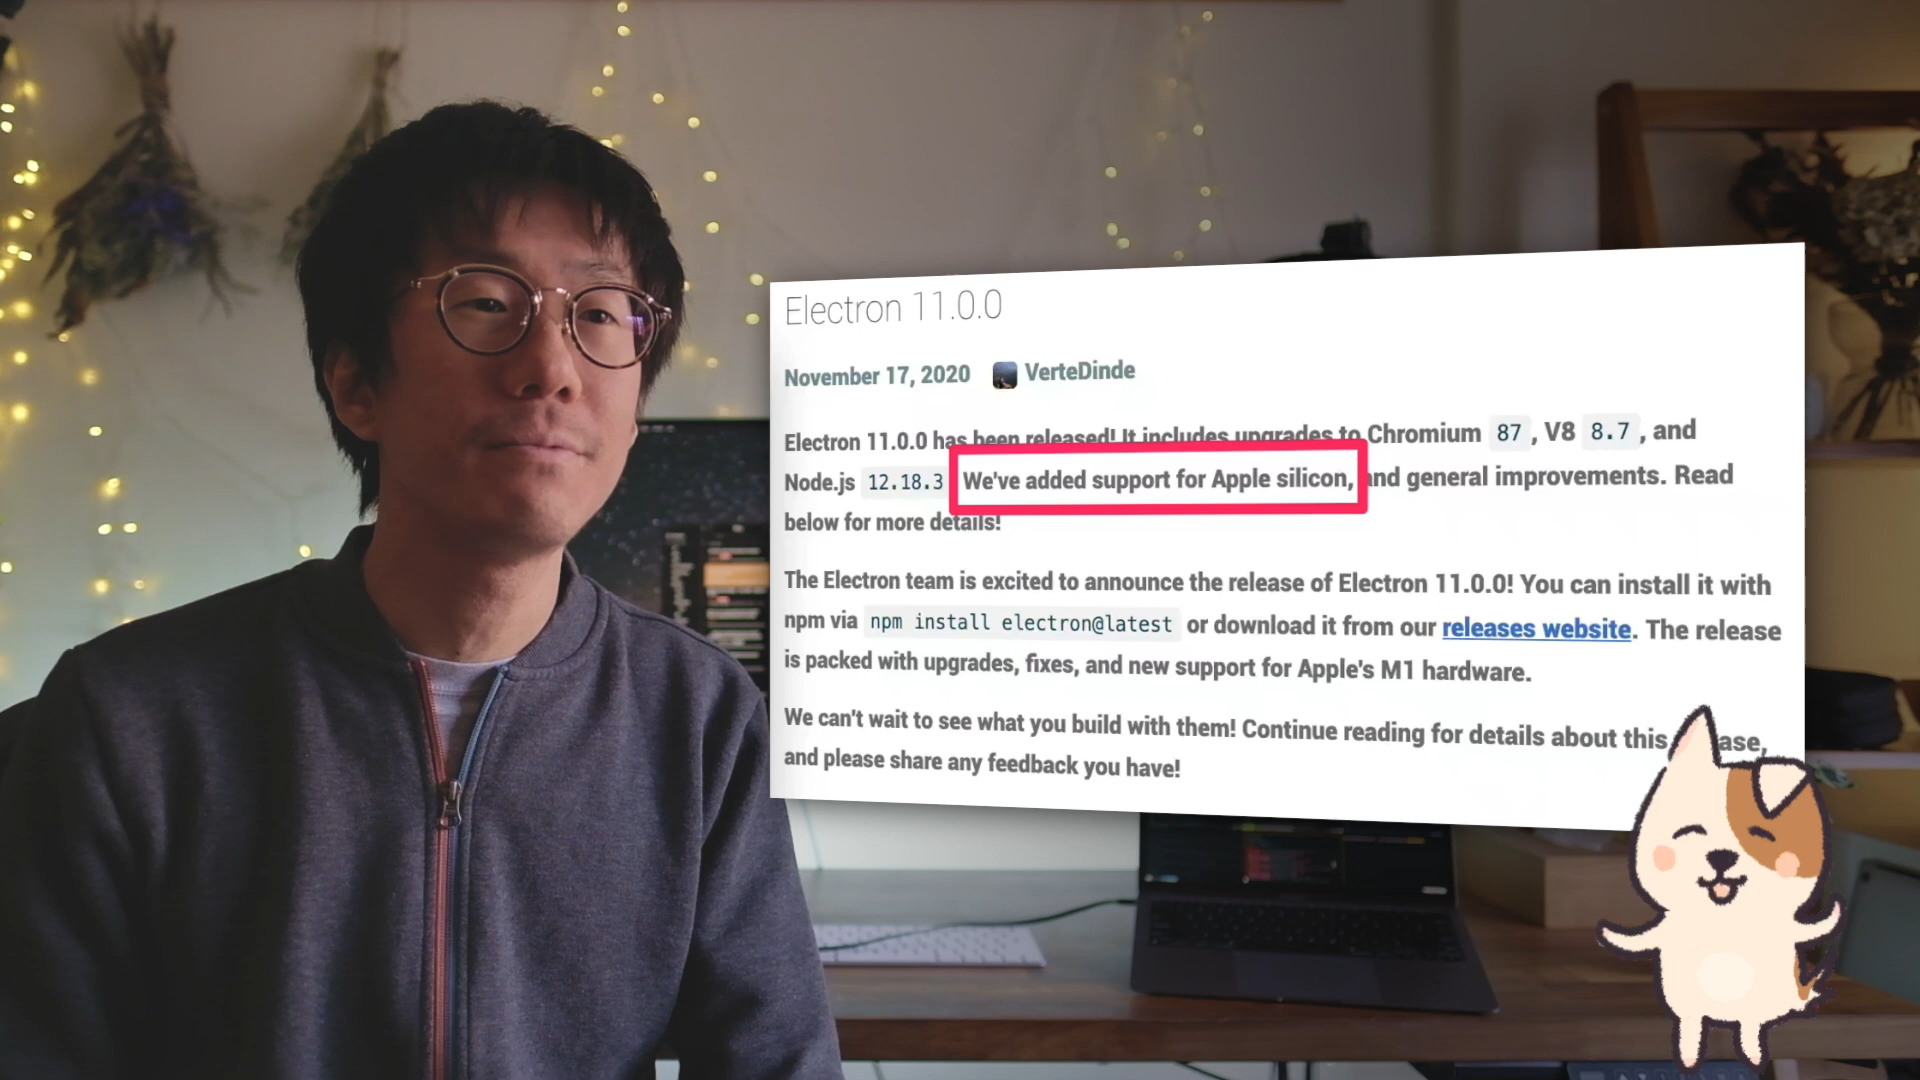 Electron 11.0.0
November 17, 2020 VerteDinde
Electron 11.0.0 has been released! It includes upgrades to Chromium 87, V8 8.7, and
Node.js 12.18.3 We've added support for Apple silicon, and general improvements. Read
below for more details!
The Electron team is excited to announce the release of Electron 11.0.0! You can install it with
npm via npm install electron@latest or download it from our releases website. The release
is packed with upgrades, fixes, and new support for Apple's M1 hardware.
We can't wait to see what you build with them! Continue reading for details about this ase,
and please share any feedback you have!